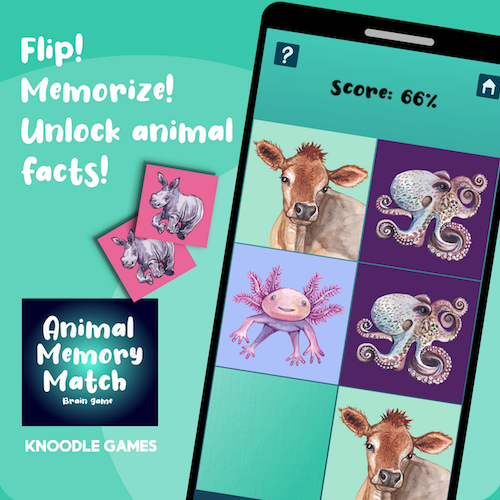 Flip!
Memorize!
Unlock animal
facts!
?
Score: 66%
Animal
Memory
Match
Brain game
KNOODLE GAMES